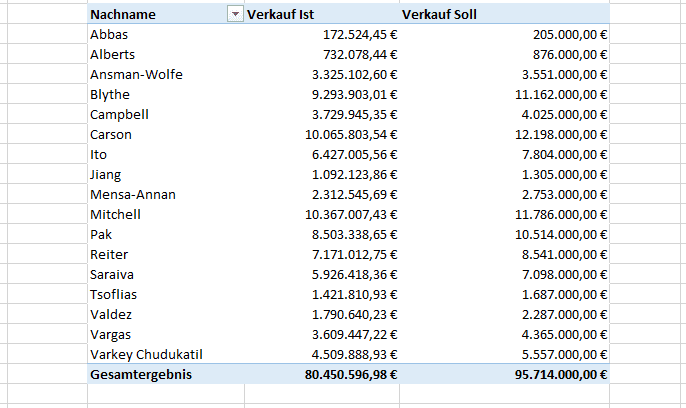 Nachname Verkauf Ist Verkauf Soll
Abbas 172.524,45 € 205.000,00 €
Alberts 732.078,44 € 876.000,00 €
Ansman-Wolfe 3.325.102,60 € 3.551.000,00 €
Blythe 9.293.903,01 € 11.162.000,00 €
Campbell 3.729.945,35 € 4.025.000,00 €
Carson 10.065.803,54 € 12.198.000,00 €
Ito 6.427.005,56 € 7.804.000,00 €
Jiang 1.092.123,86 € 1.305.000,00 €
Mensa-Annan 2.312.545,69 € 2.753.000,00 €
Mitchell 10.367.007,43 € 11.786.000,00 €
Pak 8.503.338,65 € 10.514.000,00 €
Reiter 7.171.012,75 € 8.541.000,00 €
Saraiva 5.926.418,36 € 7.098.000,00 €
Tsoflias 1.421.810,93 € 1.687.000,00 €
Valdez 1.790.640,23 € 2.287.000,00 €
Vargas 3.609.447,22 € 4.365.000,00 €
Varkey Chudukatil 4.509.888,93 € 5.557.000,00 €
Gesamtergebnis 80.450.596,98 € 95.714.000,00 €